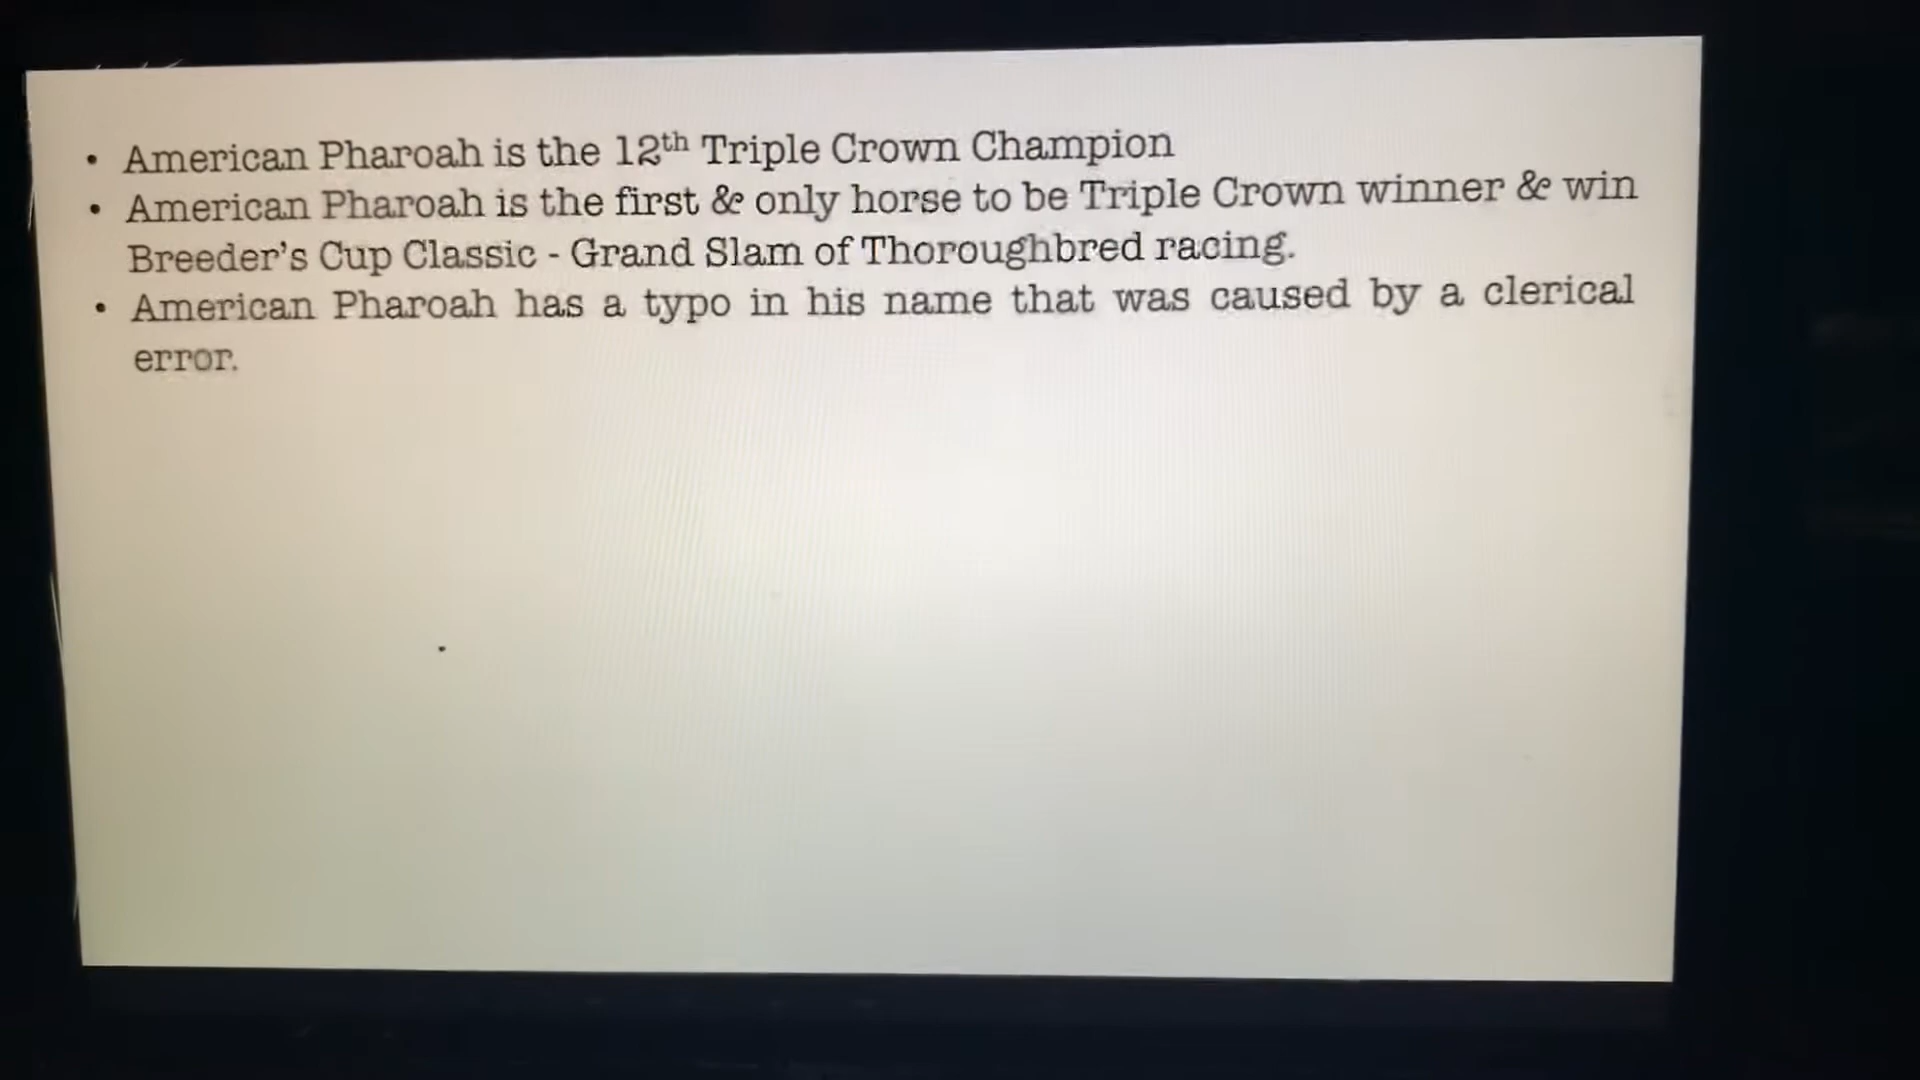 • American Pharoah is the 12th Triple Crown Champion
• American Pharoah is the first & only horse to be Triple Crown winner & win
Breeder's Cup Classic - Grand Slam of Thoroughbred racing.
• American Pharoah has a typo in his name that was caused by a clerical
error.